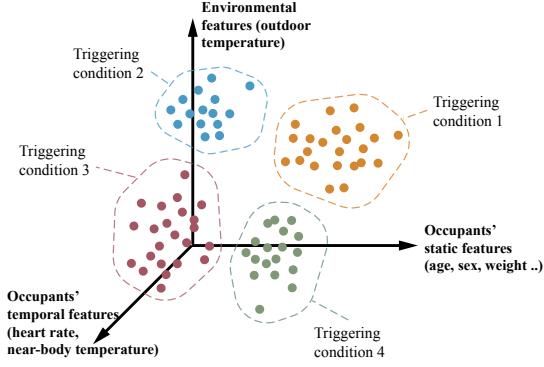 Environmental
features (outdoor
temperature)
Triggering
condition 2
Triggering
condition 1
Triggering
condition 3
Occupants'
static features
(age, sex, weight ..)
Occupants'
temporal features
(heart rate,
near-body temperature)
Triggering
condition 4